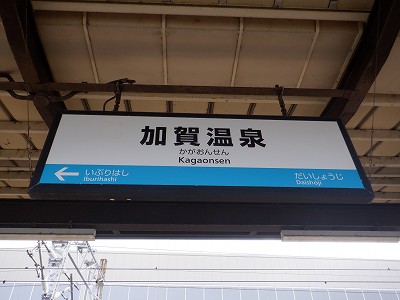 加賀温泉
かがおんせん
Kagaonsen
いぶりはし
Iburihashi
だいしょうじ
Daishoji